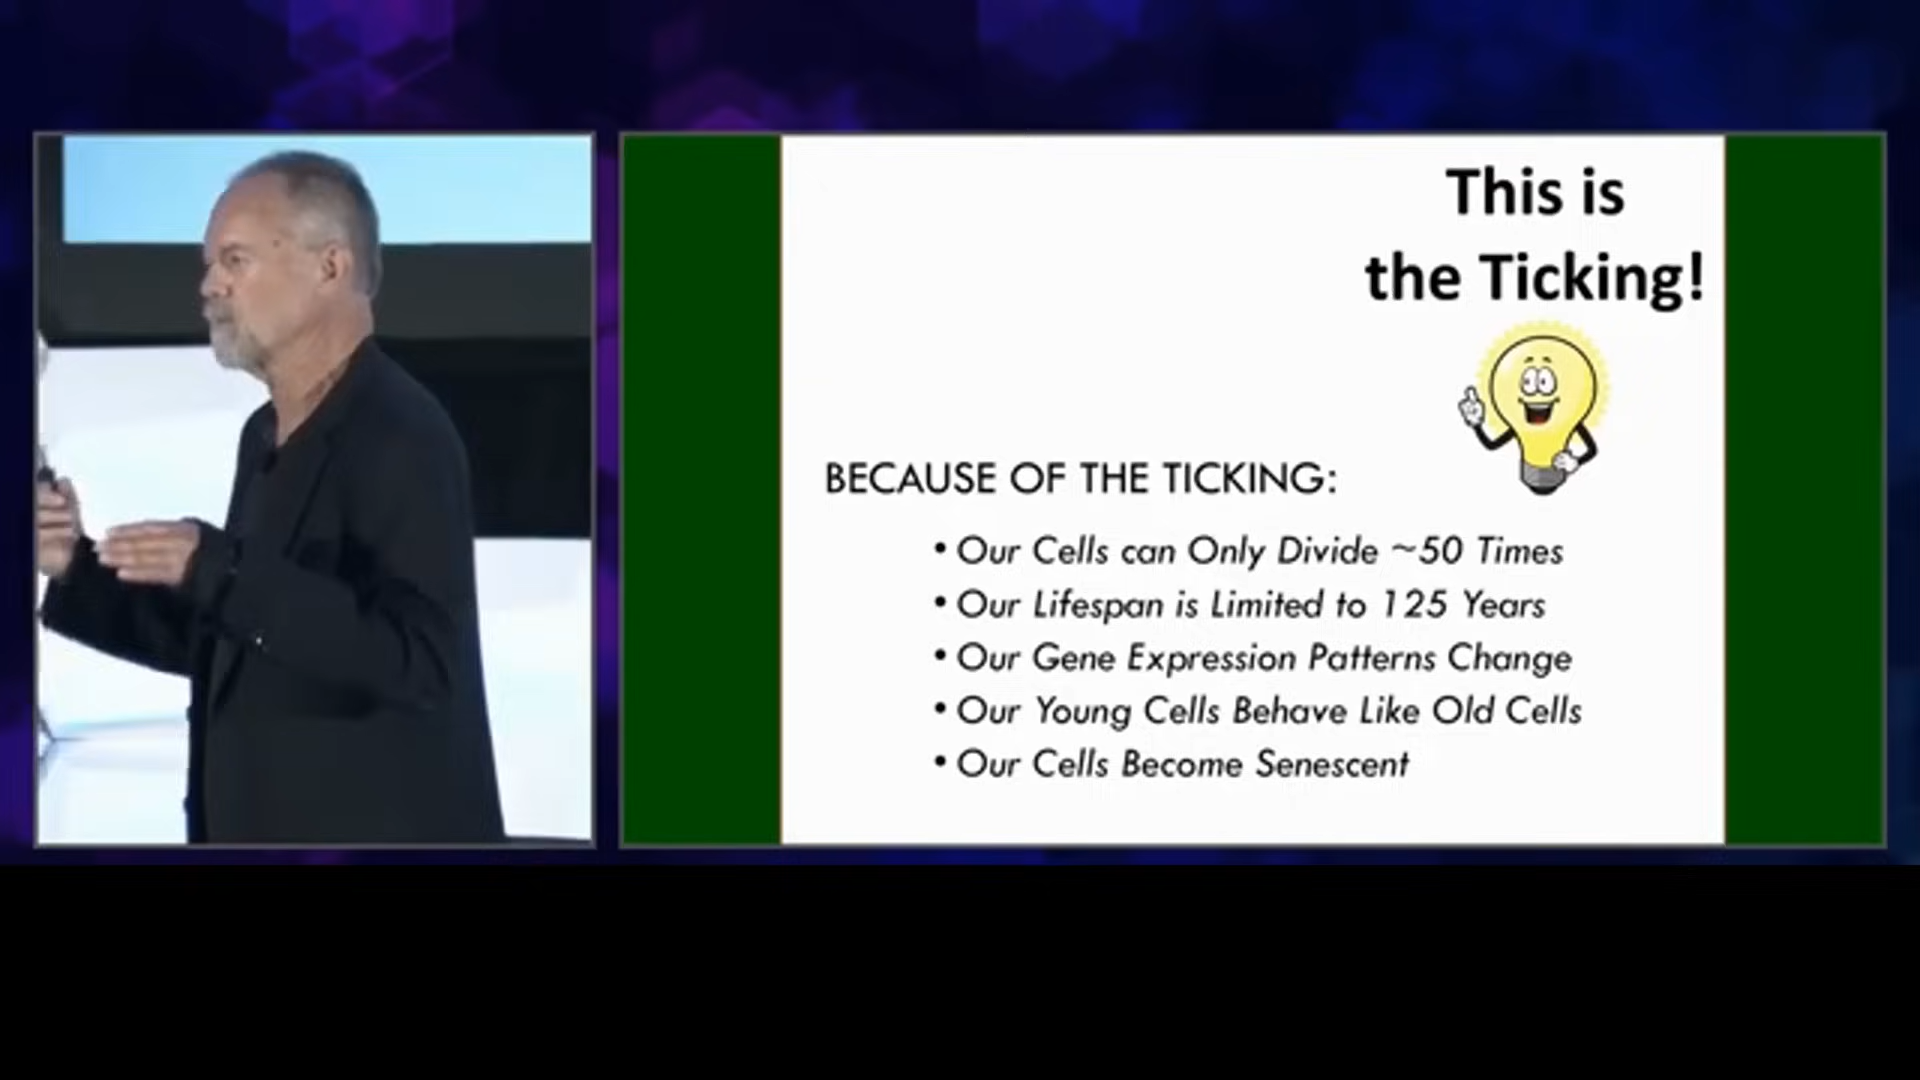 This is
the Ticking!
BECAUSE OF THE TICKING:
• Our Cells can Only Divide ~50 Times
• Our Lifespan is Limited to 125 Years
• Our Gene Expression Patterns Change
• Our Young Cells Behave Like Old Cells
• Our Cells Become Senescent